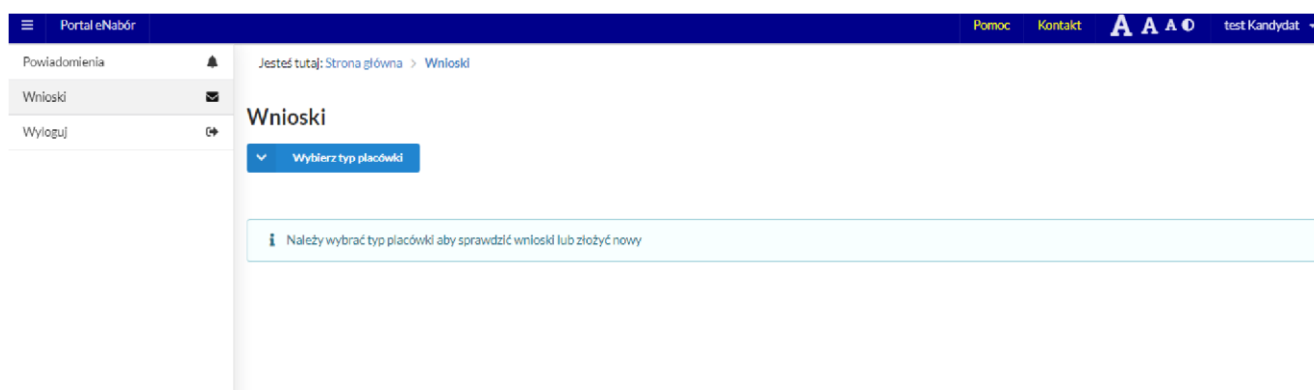 Portal eNabór
Pomoc Kontakt A A A test Kandydat
Powiadomienia
Wnioski
Wyloguj
Jesteś tutaj: Strona główna > Wnioski
Wnioski
Wybierz typ placówki
Należy wybrać typ placówki aby sprawdzić wnioski lub złożyć nowy